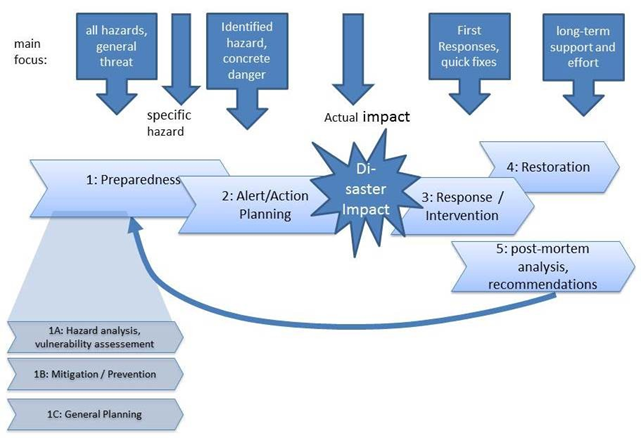 main
focus:
all hazards,
general
threat
specific
hazard
Identified
hazard,
concrete
danger
Actual impact
First
Responses,
quick fixes
long-term
support and
effort
1: Preparedness
2: Alert/Action
Planning
Di-
saster
Impact
3: Response /
Intervention
4: Restoration
5: post-mortem
analysis,
recommendations
1A: Hazard analysis,
vulnerability assessment
1B: Mitigation / Prevention
1C: General Planning